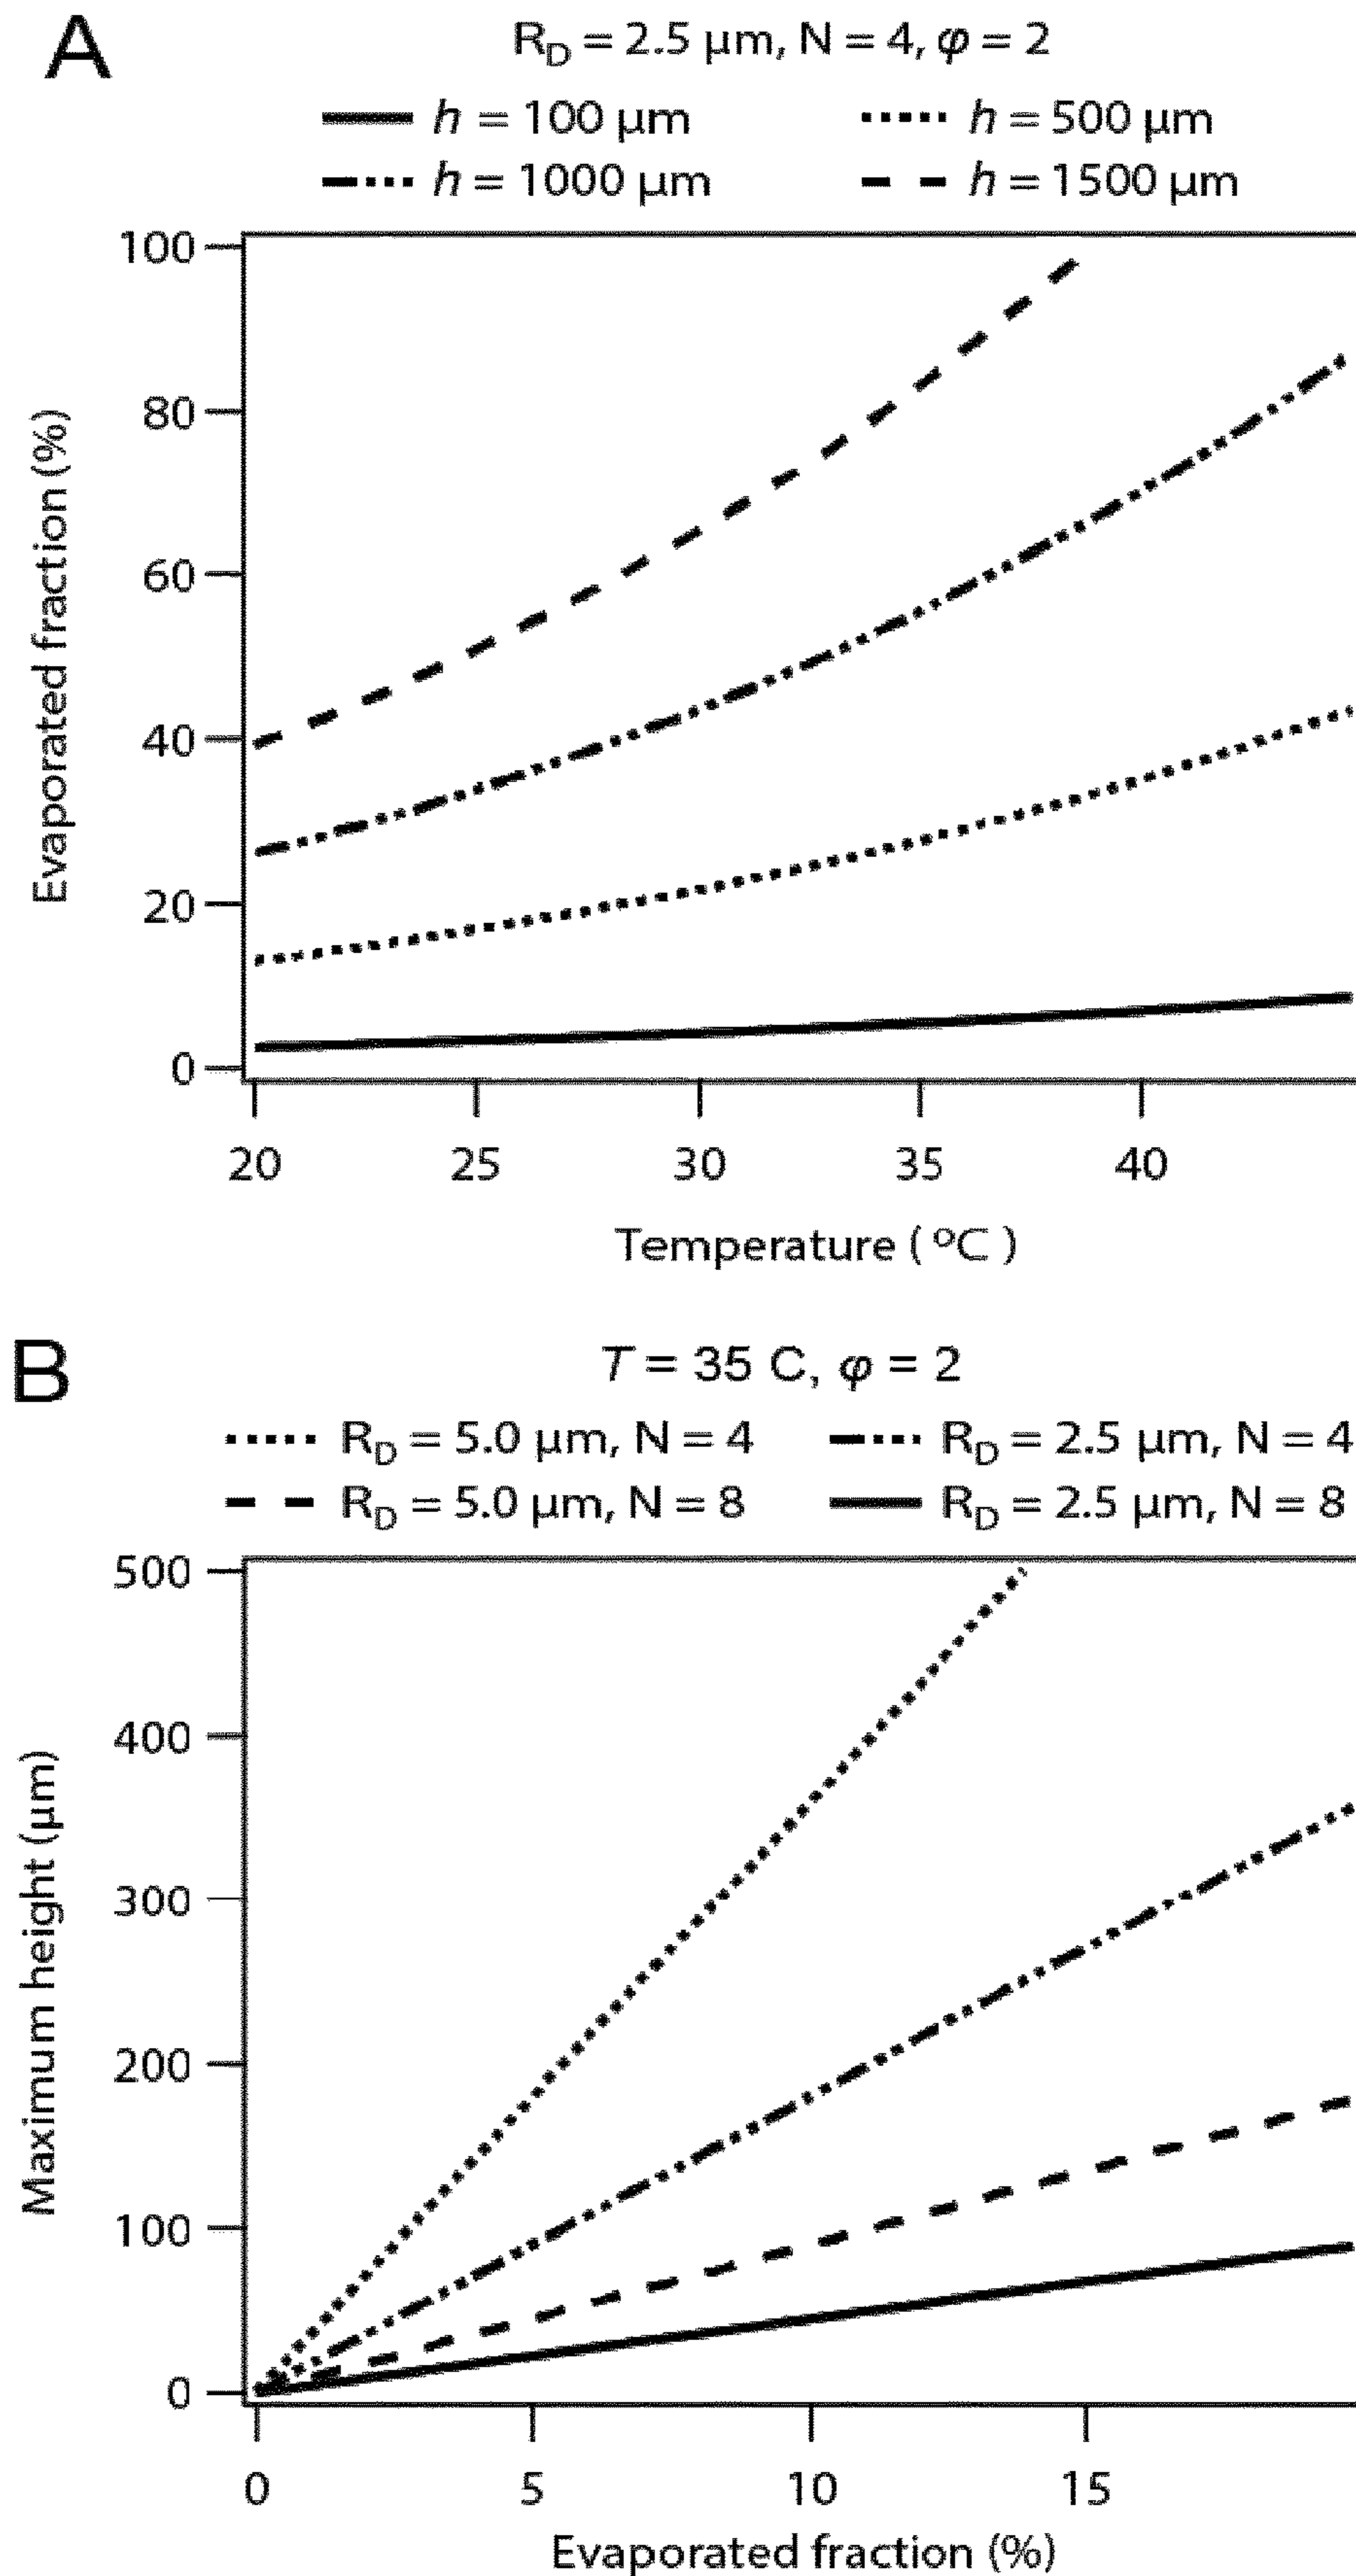 A
R_D = 2.5 μm, N = 4, φ = 2
h = 100 μm h = 500 μm
h = 1000 μm h = 1500 μm
100
80
60
40
20
0
Evaporated fraction (%)
20 25 30 35 40
Temperature ( °C )
B
T = 35 C, φ = 2
R_D = 5.0 μm, N = 4 R_D = 2.5 μm, N = 4
R_D = 5.0 μm, N = 8 R_D = 2.5 μm, N = 8
500
400
300
200
100
0
Maximum height (μm)
0 5 10 15
Evaporated fraction (%)